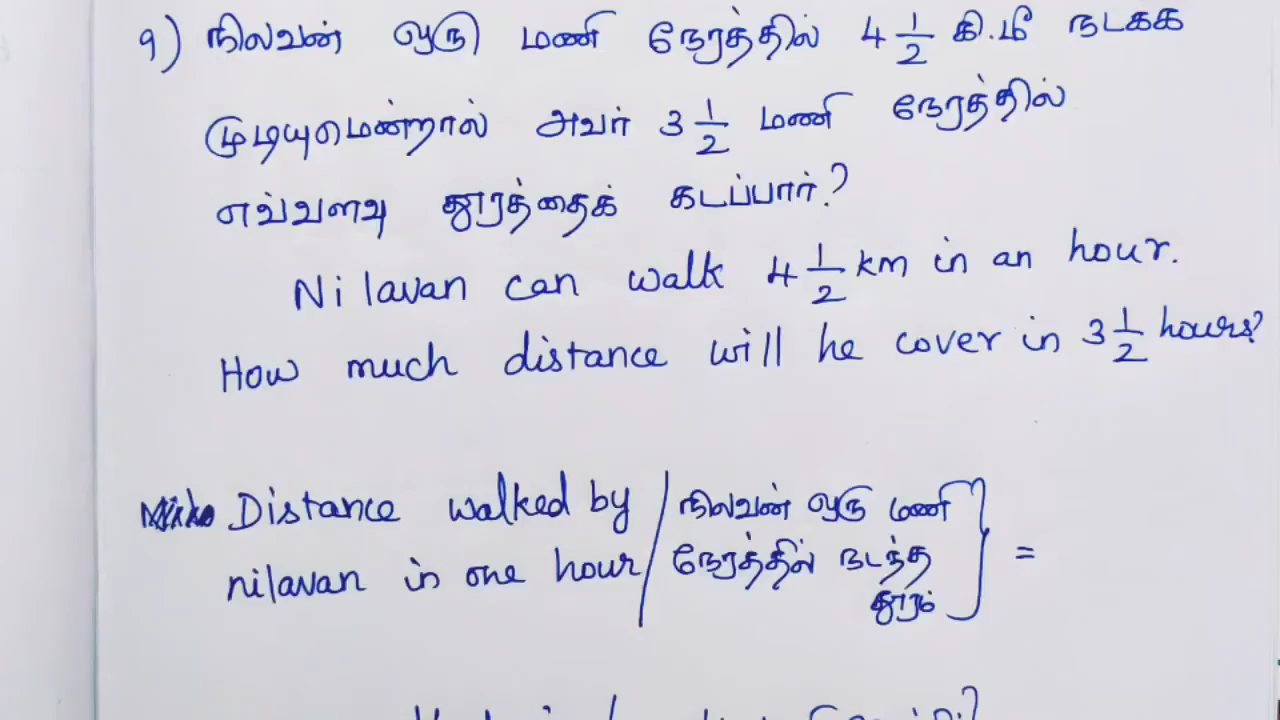 9) நிலவன் ஒரு மணி நேரத்தில் 4 1/2 கி.மீ நடக்க
முடியுமென்றால் அவர் 3 1/2 மணி நேரத்தில்
எவ்வளவு தூரத்தைக் கடப்பார்?
Nilavan can walk 4 1/2 km in an hour.
How much distance will he cover in 3 1/2 hours?
Distance walked by / நிலவன் ஒரு மணி
nilavan in one hour / நேரத்தில் நடந்த } =
தூரம்